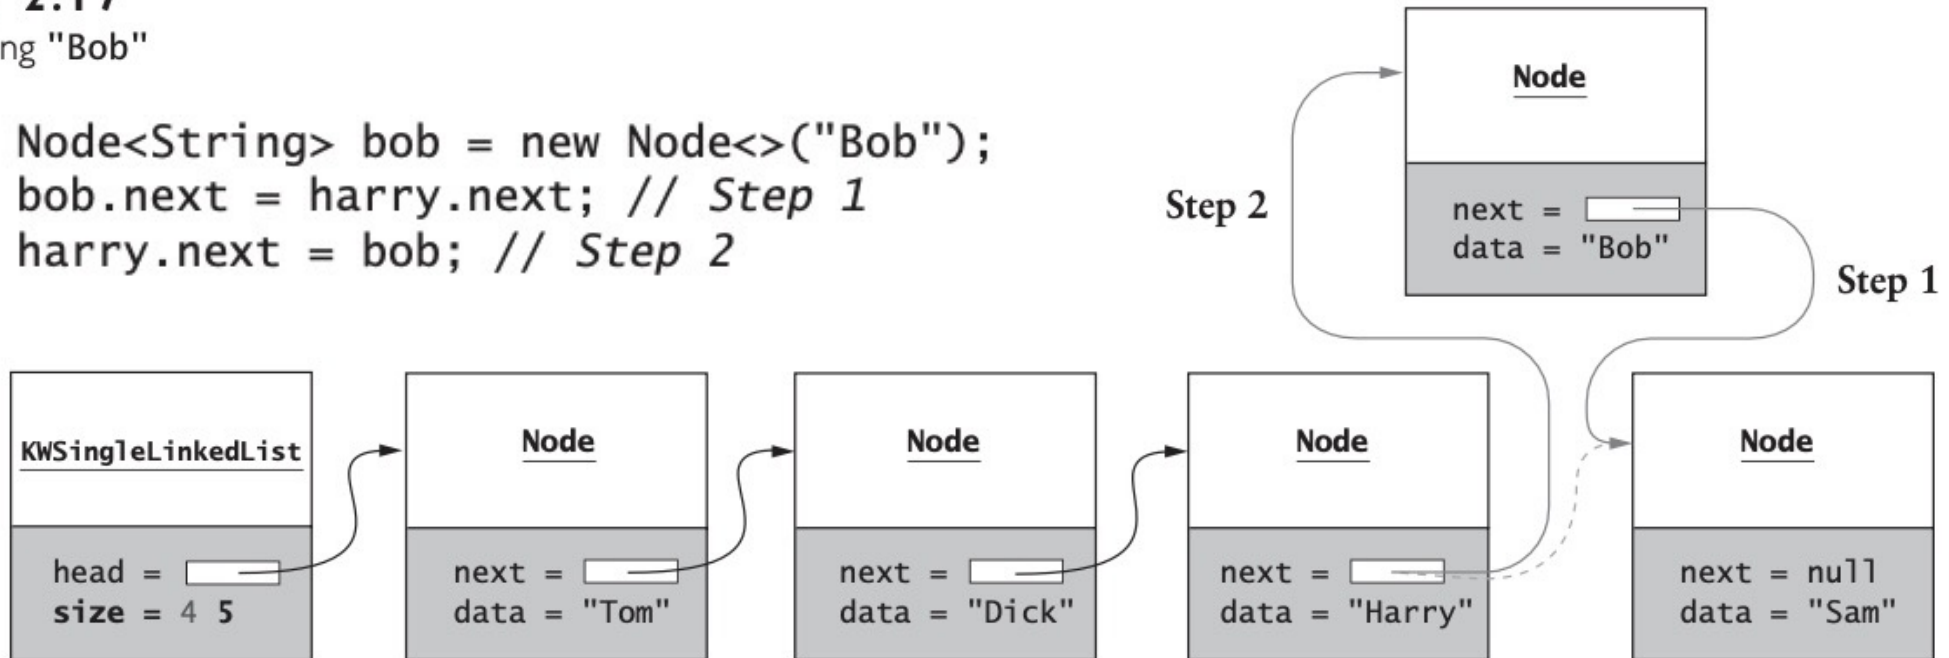 2.17
ng "Bob"
Node<String> bob = new Node<>("Bob");
bob.next = harry.next; // Step 1
harry.next = bob; // Step 2
Node
next =
data = "Bob"
Step 2
Step 1
KWSingleLinkedList
head =
size = 4 5
Node
next =
data = "Tom"
Node
next =
data = "Dick"
Node
next =
data = "Harry"
Node
next = null
data = "Sam"